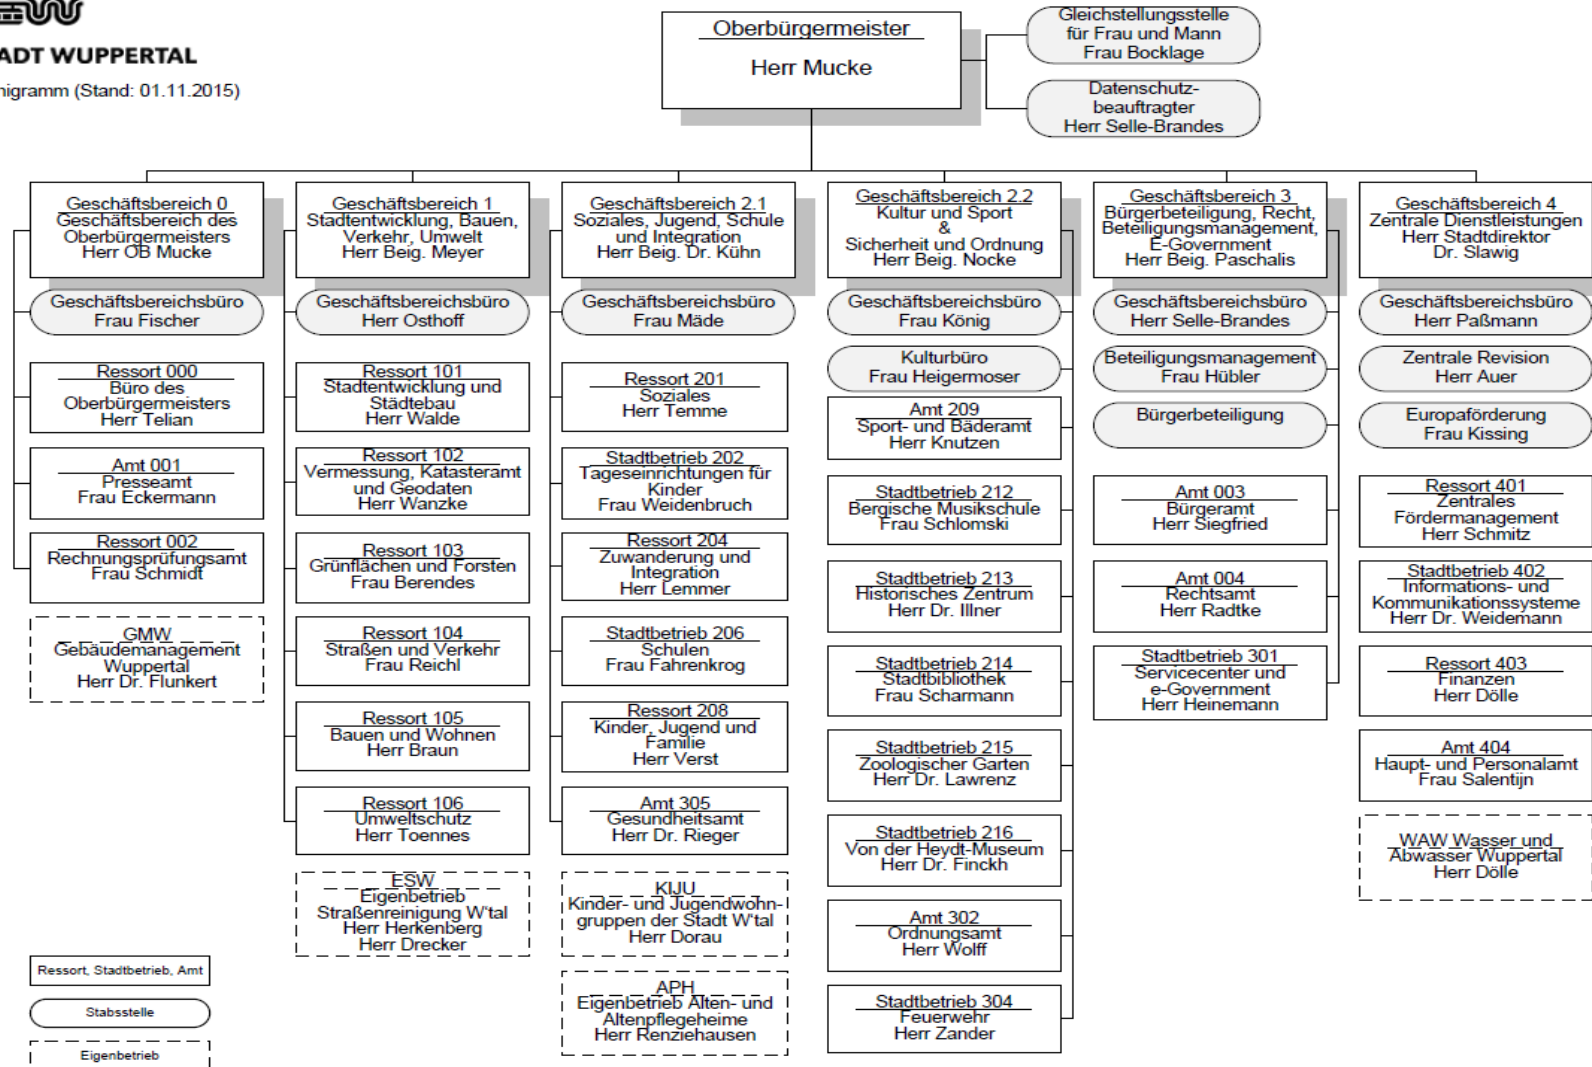 ADT WUPPERTAL
nigramm (Stand: 01.11.2015)
Oberbürgermeister
Herr Mucke
Gleichstellungsstelle
für Frau und Mann
Frau Bocklage
Datenschutz-
beauftragter
Herr Selle-Brandes
Geschäftsbereich 0
Geschäftsbereich des
Oberbürgermeisters
Herr OB Mucke
Geschäftsbereichsbüro
Frau Fischer
Ressort 000
Büro des
Oberbürgermeisters
Herr Telian
Amt 001
Presseamt
Frau Eckermann
Ressort 002
Rechnungsprüfungsamt
Frau Schmidt
GMW
Gebäudemanagement
Wuppertal
Herr Dr. Flunkert
Geschäftsbereich 1
Stadtentwicklung, Bauen,
Verkehr, Umwelt
Herr Beig. Meyer
Geschäftsbereichsbüro
Herr Osthoff
Ressort 101
Stadtentwicklung und
Städtebau
Herr Walde
Ressort 102
Vermessung, Katasteramt
und Geodaten
Herr Wanzke
Ressort 103
Grünflächen und Forsten
Frau Berendes
Ressort 104
Straßen und Verkehr
Frau Reichl
Ressort 105
Bauen und Wohnen
Herr Braun
Ressort 106
Umweltschutz
Herr Toennes
ESW
Eigenbetrieb
Straßenreinigung W'tal
Herr Herkenberg
Herr Drecker
Geschäftsbereich 2.1
Soziales, Jugend, Schule
und Integration
Herr Beig. Dr. Kühn
Geschäftsbereichsbüro
Frau Mäde
Ressort 201
Soziales
Herr Temme
Stadtbetrieb 202
Tageseinrichtungen für
Kinder
Frau Weidenbruch
Ressort 204
Zuwanderung und
Integration
Herr Lemmer
Stadtbetrieb 206
Schulen
Frau Fahrenkrog
Ressort 208
Kinder, Jugend und
Familie
Herr Verst
Amt 305
Gesundheitsamt
Herr Dr. Rieger
KIJU
Kinder- und Jugendwohn-
gruppen der Stadt W'tal
Herr Dorau
APH
Eigenbetrieb Alten- und
Altenpflegeheime
Herr Renziehausen
Geschäftsbereich 2.2
Kultur und Sport
&
Sicherheit und Ordnung
Herr Beig. Nocke
Geschäftsbereichsbüro
Frau König
Kulturbüro
Frau Heigermoser
Amt 209
Sport- und Bäderamt
Herr Knutzen
Stadtbetrieb 212
Bergische Musikschule
Frau Schlomski
Stadtbetrieb 213
Historisches Zentrum
Herr Dr. Illner
Stadtbetrieb 214
Stadtbibliothek
Frau Scharmann
Stadtbetrieb 215
Zoologischer Garten
Herr Dr. Lawrenz
Stadtbetrieb 216
Von der Heydt-Museum
Herr Dr. Finckh
Amt 302
Ordnungsamt
Herr Wolff
Stadtbetrieb 304
Feuerwehr
Herr Zander
Geschäftsbereich 3
Bürgerbeteiligung, Recht,
Beteiligungsmanagement,
E-Government
Herr Beig. Paschalis
Geschäftsbereichsbüro
Herr Selle-Brandes
Beteiligungsmanagement
Frau Hübler
Bürgerbeteiligung
Amt 003
Bürgeramt
Herr Siegfried
Amt 004
Rechtsamt
Herr Radtke
Stadtbetrieb 301
Servicecenter und
e-Government
Herr Heinemann
Geschäftsbereich 4
Zentrale Dienstleistungen
Herr Stadtdirektor
Dr. Slawig
Geschäftsbereichsbüro
Herr Paßmann
Zentrale Revision
Herr Auer
Europaförderung
Frau Kissing
Ressort 401
Zentrales
Fördermanagement
Herr Schmitz
Stadtbetrieb 402
Informations- und
Kommunikationssysteme
Herr Dr. Weidemann
Ressort 403
Finanzen
Herr Dölle
Amt 404
Haupt- und Personalamt
Frau Salentijn
WAW Wasser und
Abwasser Wuppertal
Herr Dölle
Ressort, Stadtbetrieb, Amt
Stabsstelle
Eigenbetrieb